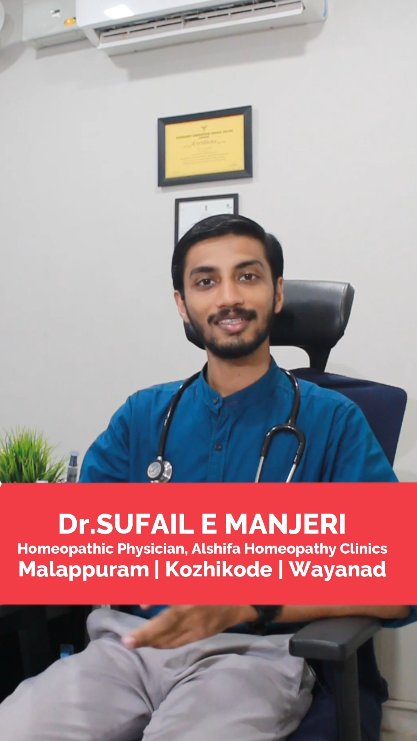 Dr.SUFAIL E MANJERI
Homeopathic Physician, Alshifa Homeopathy Clinics
Malappuram | Kozhikode | Wayanad